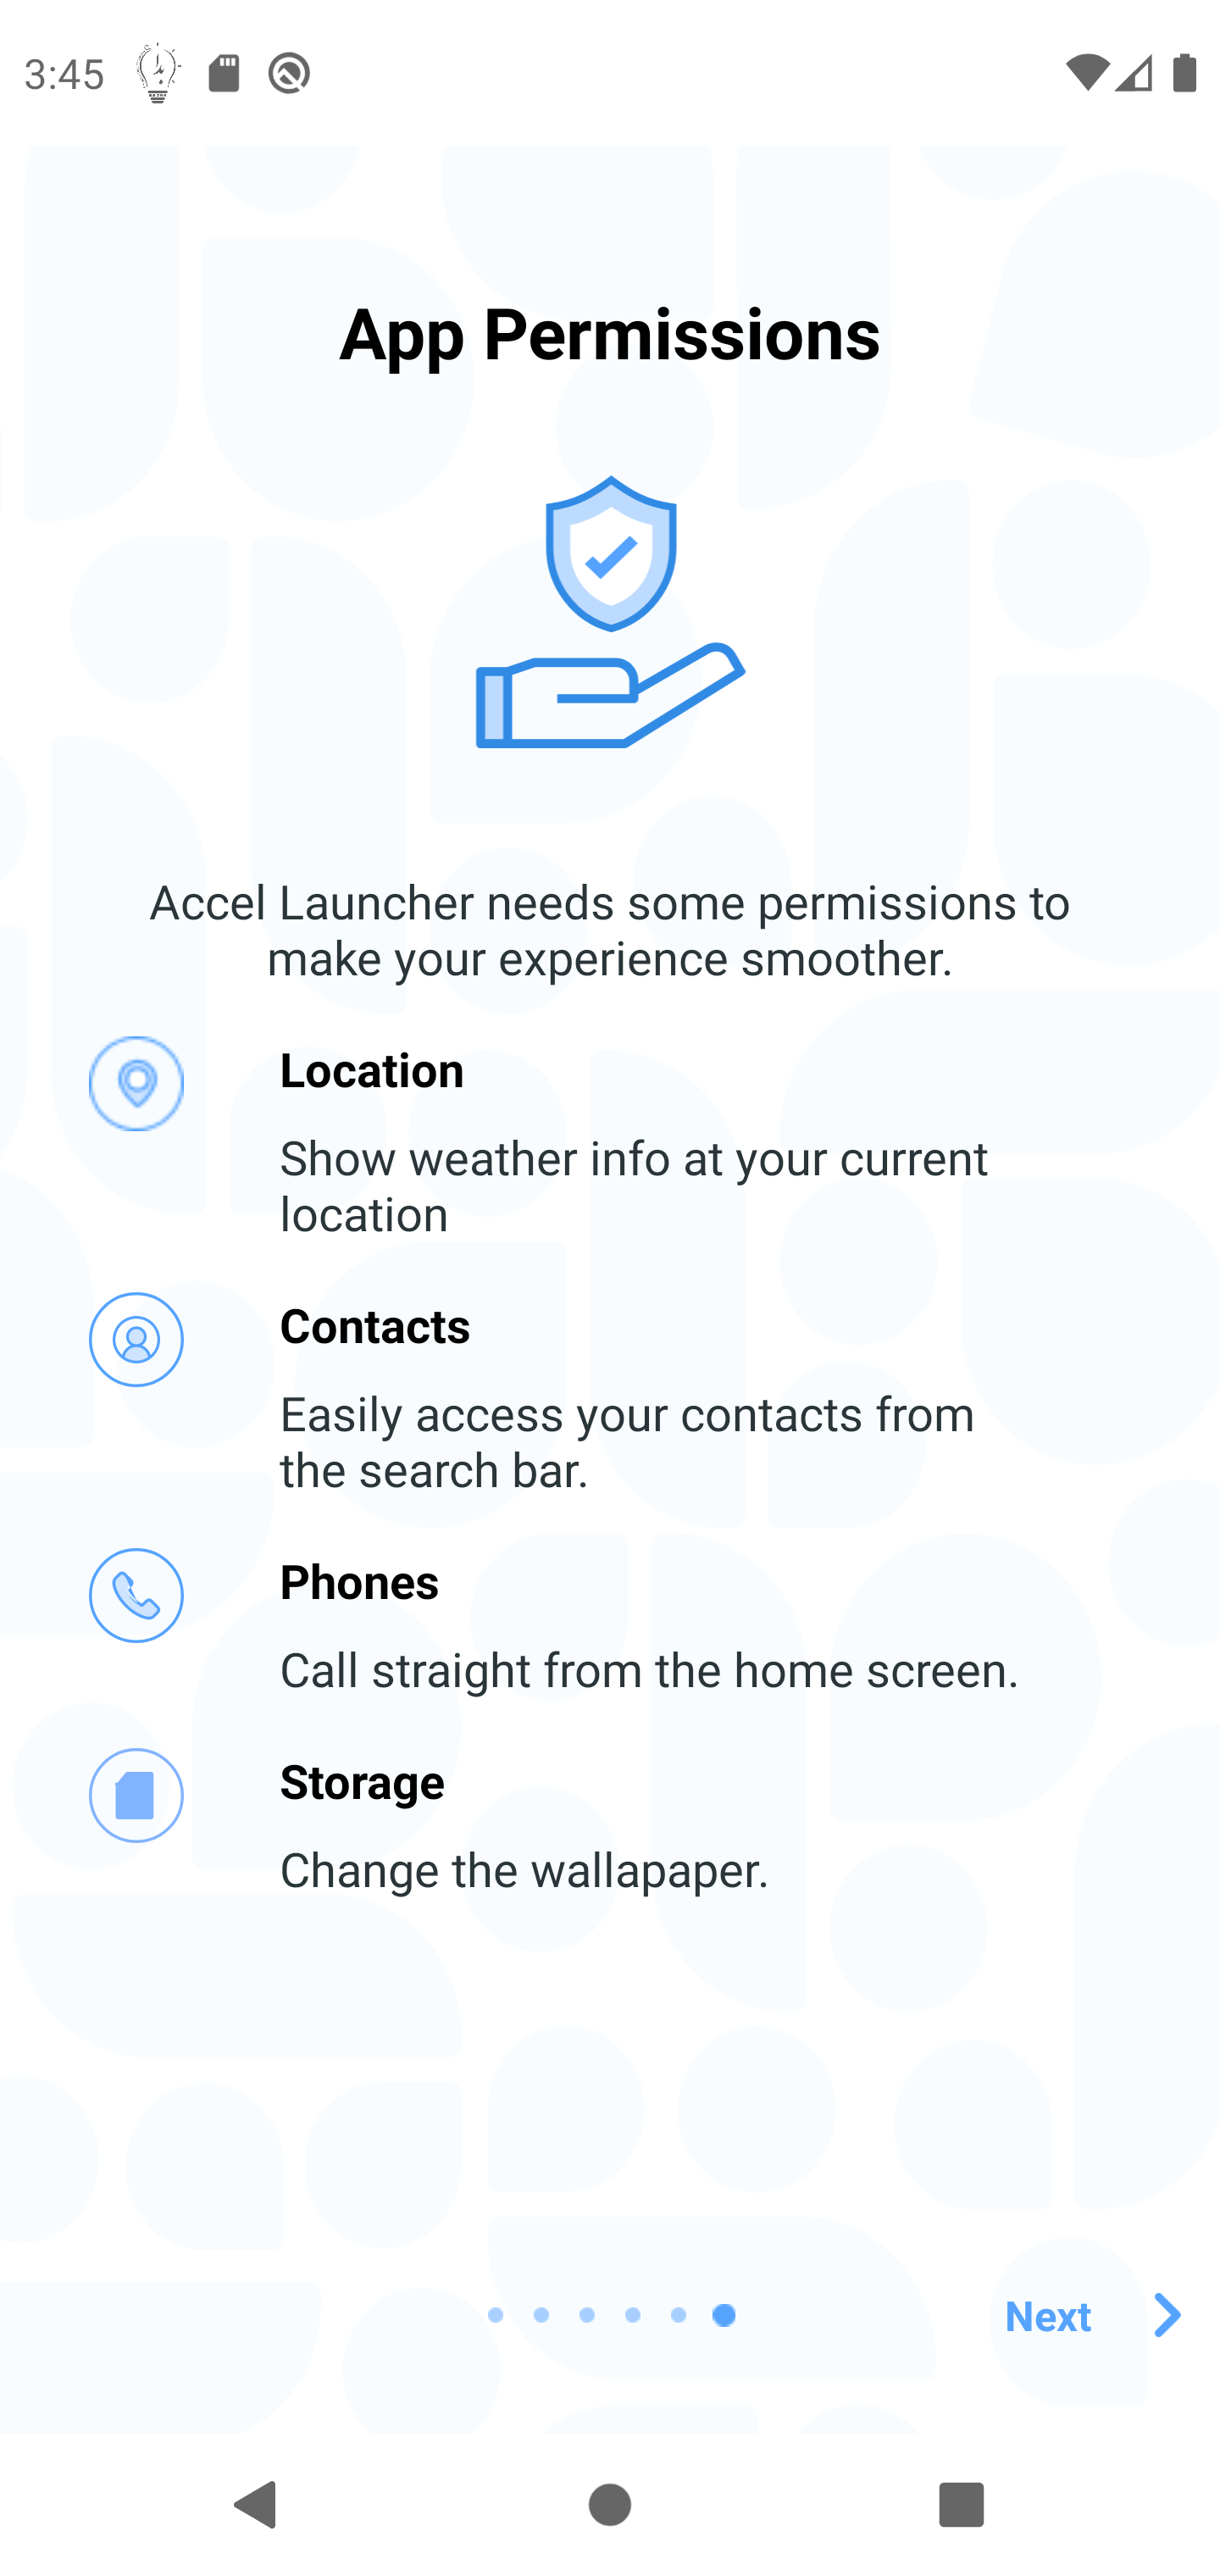 3:45
App Permissions
Accel Launcher needs some permissions to
make your experience smoother.
Location
Show weather info at your current
location
Contacts
Easily access your contacts from
the search bar.
Phones
Call straight from the home screen.
Storage
Change the wallapaper.
Next